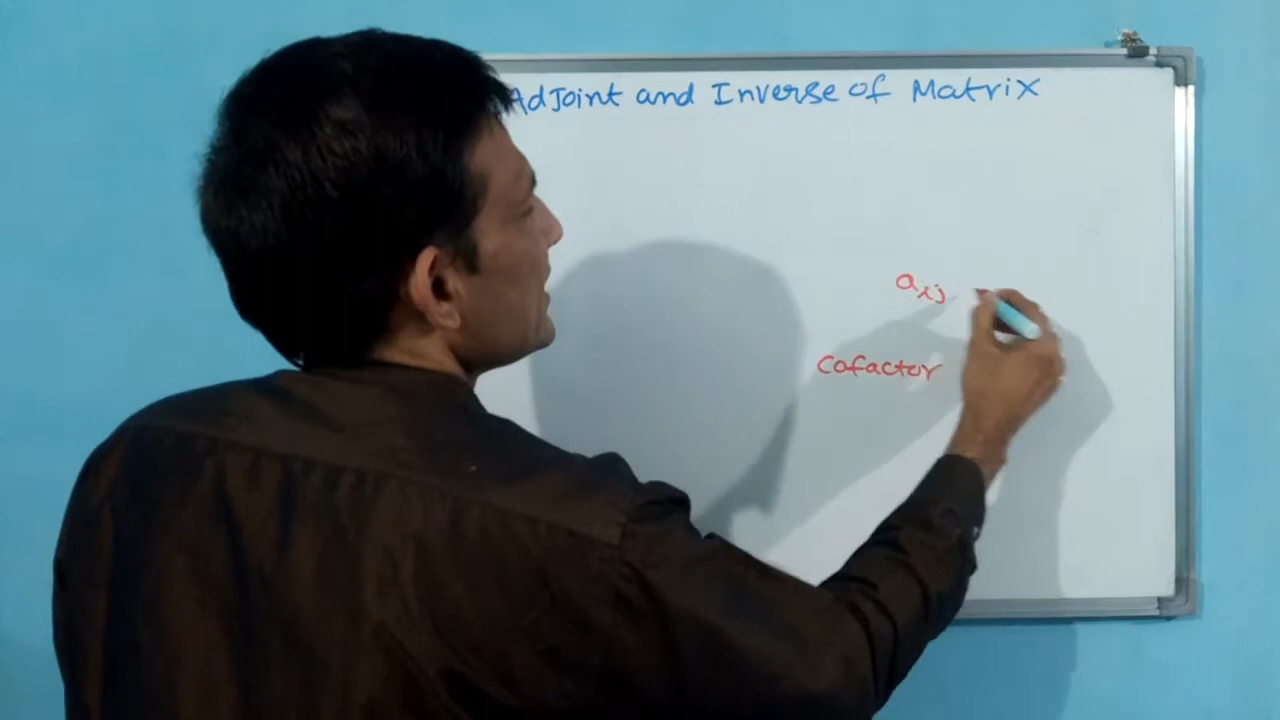 AdJoint and Inverse of Matrix
aij
Cofactor